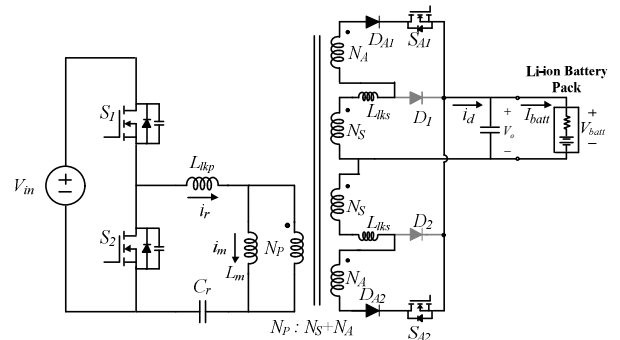 D_A1
S_A1
N_A
Li-ion Battery
Pack
S_1
L_lks
D_1
i_d
+
V_o
−
I_batt
+
V_batt
−
N_S
L_lkp
V_in
+
−
i_r
N_S
L_lks
D_2
S_2
i_m
L_m
N_P
C_r
N_A
D_A2
S_A2
N_P : N_S+N_A